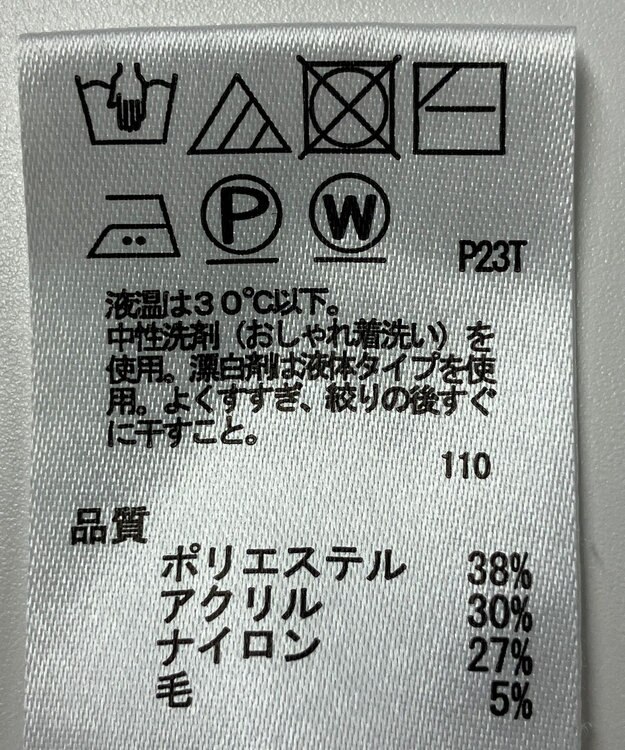 P W P23T
液温は30℃以下。
中性洗剤（おしゃれ着洗い）を
使用。漂白剤は液体タイプを使
用。よくすすぎ、絞りの後すぐ
に干すこと。
110
品質
ポリエステル 38%
アクリル 30%
ナイロン 27%
毛 5%